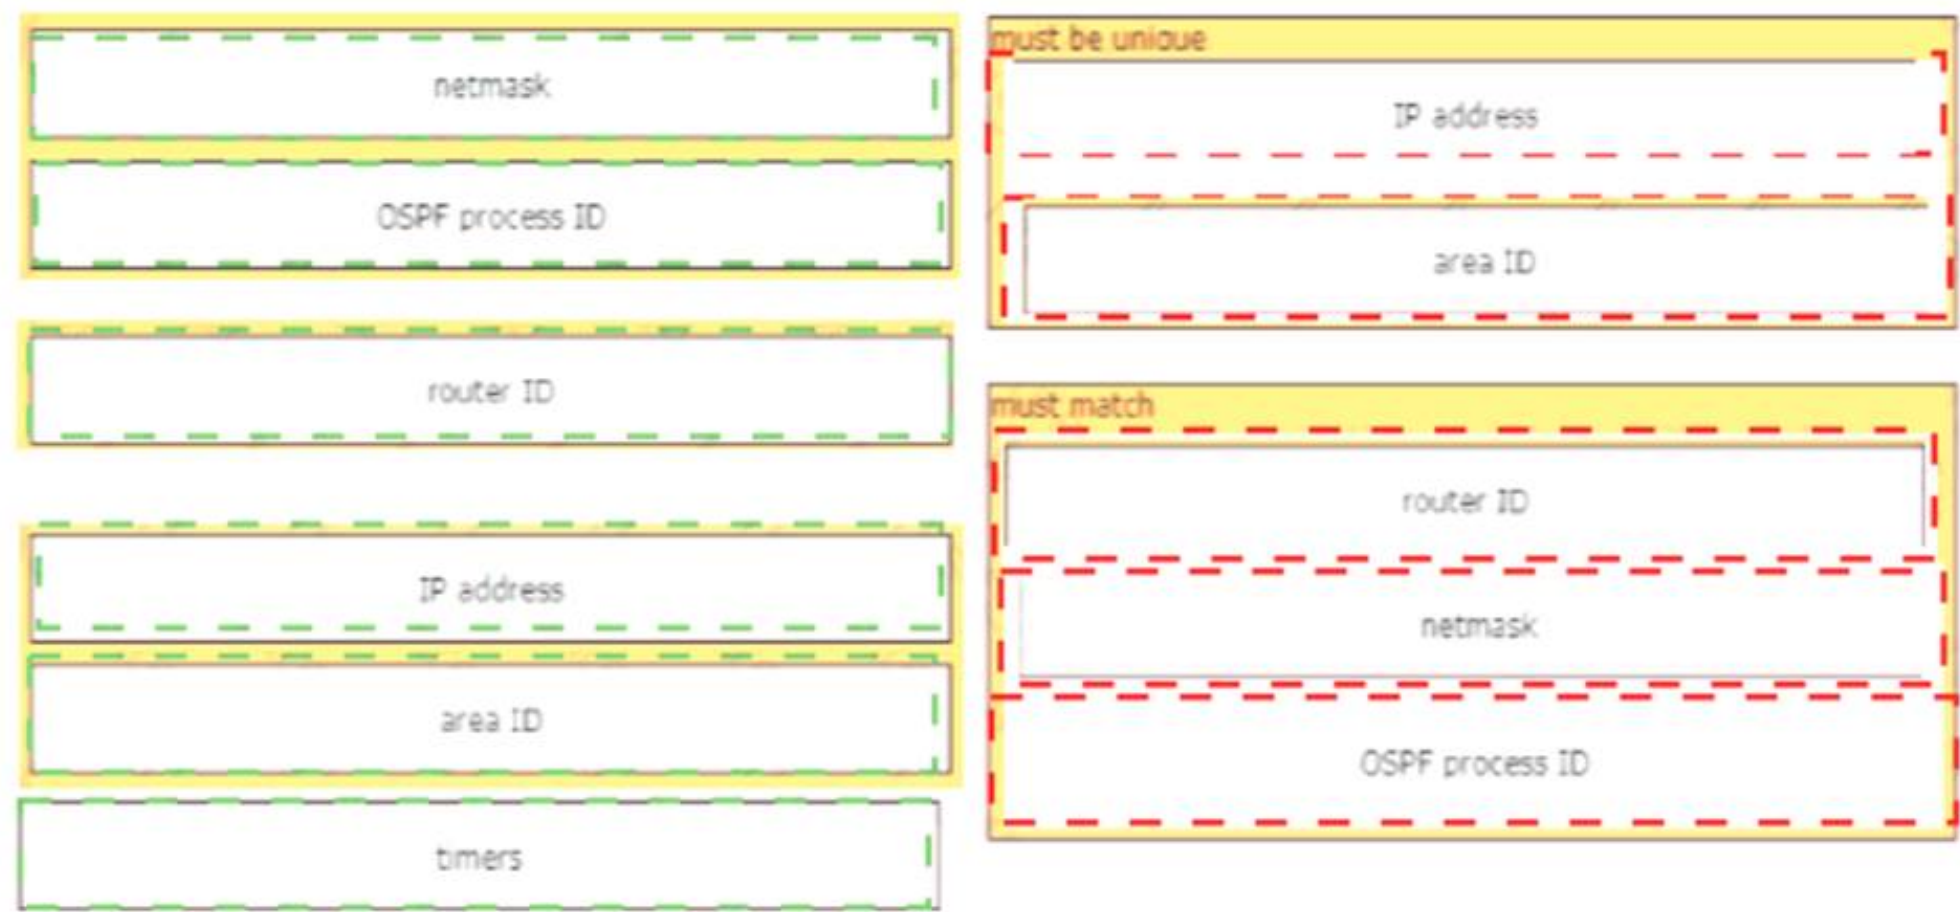 netmask
OSPF process ID
router ID
IP address
area ID
timers
must be unique
IP address
area ID
must match
router ID
netmask
OSPF process ID